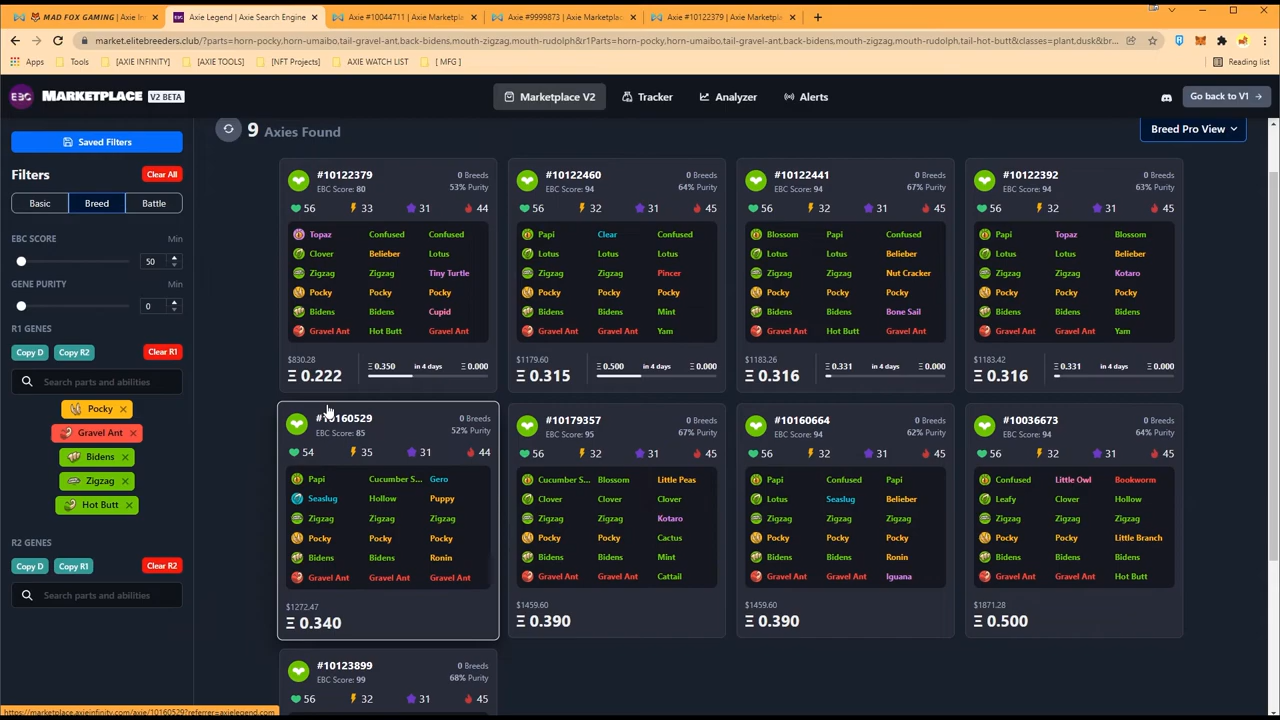 MAD FOX GAMING | Axie In
Axie Legend | Axie Search Engine
Axie #10044711 | Axie Marketpla
Axie #9999873 | Axie Marketplac
Axie #10122379 | Axie Marketpla
market.elitebreeders.club/?parts=horn-pocky,horn-umaibo,tail-gravel-ant,back-bidens,mouth-zigzag,mouth-rudolph&r1Parts=horn-pocky,horn-umaibo,tail-gravel-ant,back-bidens,mouth-zigzag,mouth-rudolph,tail-hot-butt&classes=plant,dusk&br...
Apps Tools [AXIE INFINITY] [AXIE TOOLS] [NFT Projects] AXIE WATCH LIST [ MFG ] Reading list
EBC MARKETPLACE V2 BETA Marketplace V2 Tracker Analyzer Alerts Go back to V1 →
Saved Filters
Filters Clear All
Basic Breed Battle
EBC SCORE Min
50
GENE PURITY Min
0
R1 GENES
Copy D Copy R2 Clear R1
Search parts and abilities
Pocky ×
Gravel Ant ×
Bidens ×
Zigzag ×
Hot Butt ×
R2 GENES
Copy D Copy R1 Clear R2
Search parts and abilities
9 Axies Found Breed Pro View
#10122379 0 Breeds
EBC Score: 80 53% Purity
56 33 31 44
Topaz Confused Confused
Clover Belieber Lotus
Zigzag Zigzag Tiny Turtle
Pocky Pocky Pocky
Bidens Bidens Cupid
Gravel Ant Hot Butt Gravel Ant
$830.28
Ξ 0.222 Ξ 0.350 in 4 days Ξ 0.000
#10122460 0 Breeds
EBC Score: 94 64% Purity
56 32 31 45
Papi Clear Confused
Lotus Lotus Lotus
Zigzag Zigzag Pincer
Pocky Pocky Pocky
Bidens Bidens Mint
Gravel Ant Gravel Ant Yam
$1179.60
Ξ 0.315 Ξ 0.500 in 4 days Ξ 0.000
#10122441 0 Breeds
EBC Score: 94 67% Purity
56 32 31 45
Blossom Papi Confused
Lotus Lotus Belieber
Zigzag Zigzag Nut Cracker
Pocky Pocky Pocky
Bidens Bidens Bone Sail
Gravel Ant Hot Butt Gravel Ant
$1183.26
Ξ 0.316 Ξ 0.331 in 4 days Ξ 0.000
#10122392 0 Breeds
EBC Score: 94 63% Purity
56 32 31 45
Papi Topaz Blossom
Lotus Lotus Belieber
Zigzag Zigzag Kotaro
Pocky Pocky Pocky
Bidens Bidens Bidens
Gravel Ant Gravel Ant Yam
$1183.42
Ξ 0.316 Ξ 0.331 in 4 days Ξ 0.000
#10160529 0 Breeds
EBC Score: 85 52% Purity
54 35 31 44
Papi Cucumber S... Gero
Seaslug Hollow Puppy
Zigzag Zigzag Zigzag
Pocky Pocky Pocky
Bidens Bidens Ronin
Gravel Ant Gravel Ant Gravel Ant
$1272.47
Ξ 0.340
#10179357 0 Breeds
EBC Score: 95 67% Purity
56 32 31 45
Cucumber S... Blossom Little Peas
Clover Clover Clover
Zigzag Zigzag Kotaro
Pocky Pocky Cactus
Bidens Bidens Mint
Gravel Ant Gravel Ant Cattail
$1459.60
Ξ 0.390
#10160664 0 Breeds
EBC Score: 94 62% Purity
56 32 31 45
Papi Confused Papi
Lotus Seaslug Belieber
Zigzag Zigzag Zigzag
Pocky Pocky Pocky
Bidens Bidens Ronin
Gravel Ant Gravel Ant Iguana
$1459.60
Ξ 0.390
#10036673 0 Breeds
EBC Score: 94 64% Purity
56 32 31 45
Confused Little Owl Bookworm
Leafy Clover Hollow
Zigzag Zigzag Zigzag
Pocky Pocky Little Branch
Bidens Bidens Bidens
Gravel Ant Gravel Ant Hot Butt
$1871.28
Ξ 0.500
#10123899 0 Breeds
EBC Score: 99 68% Purity
56 32 31 45
https://marketplace.axieinfinity.com/axie/10160529?referrer=axielegend.com